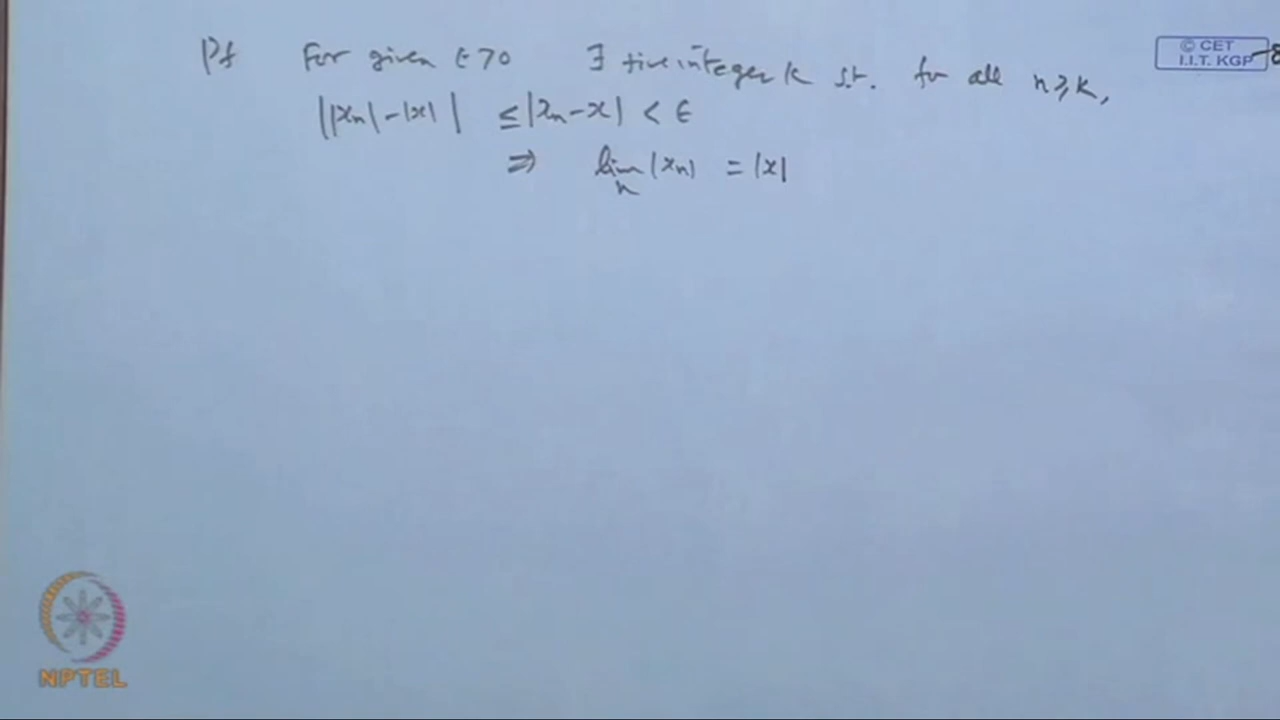 Pf For given ε > 0 ∃ +ive integer k s.t. for all n ≥ k,
||xn| - |x|| ≤ |xn - x| < ε
⇒ lim |xn| = |x|
n
© CET
I.I.T. KGP
NPTEL